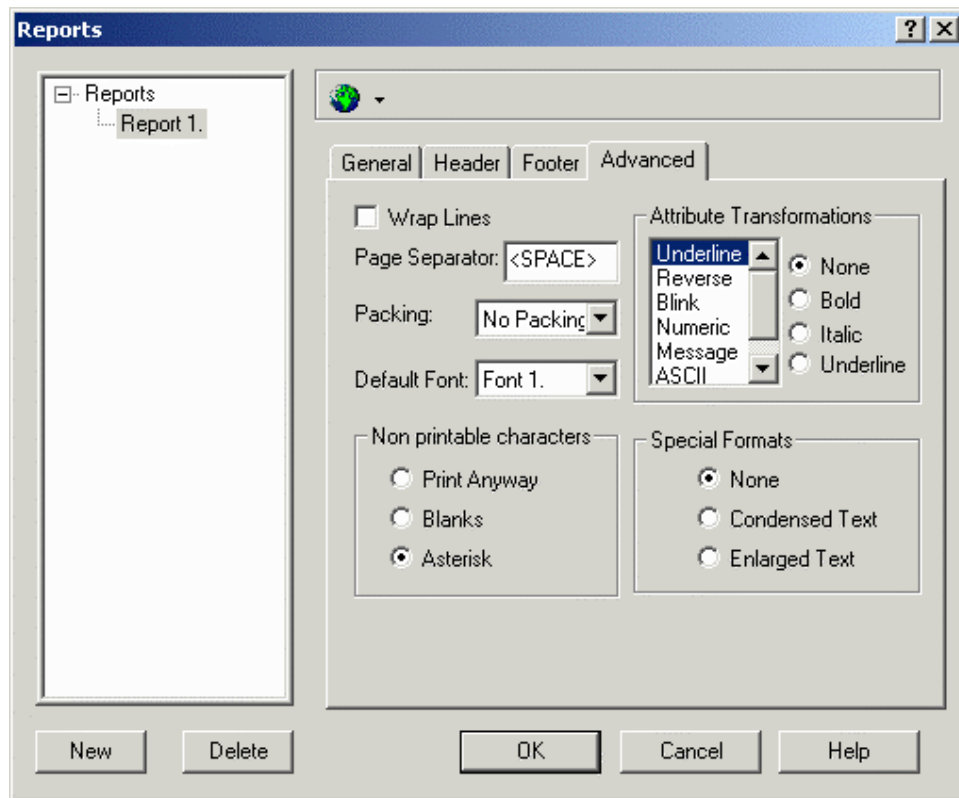 Reports
Reports
Report 1.
General
Header
Footer
Advanced
Wrap Lines
Page Separator: <SPACE>
Packing: No Packing
Default Font: Font 1.
Non printable characters
Print Anyway
Blanks
Asterisk
Attribute Transformations
Underline
Reverse
Blink
Numeric
Message
ASCII
None
Bold
Italic
Underline
Special Formats
None
Condensed Text
Enlarged Text
New
Delete
OK
Cancel
Help